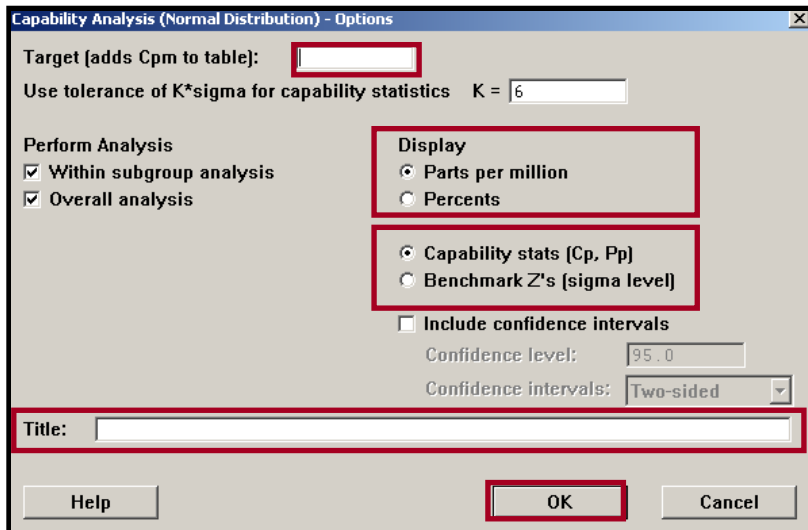 Capability Analysis (Normal Distribution) - Options
Target (adds Cpm to table):
Use tolerance of K*sigma for capability statistics K = 6
Perform Analysis
Within subgroup analysis
Overall analysis
Display
Parts per million
Percents
Capability stats (Cp, Pp)
Benchmark Z's (sigma level)
Include confidence intervals
Confidence level: 95.0
Confidence intervals: Two-sided
Title:
Help OK Cancel